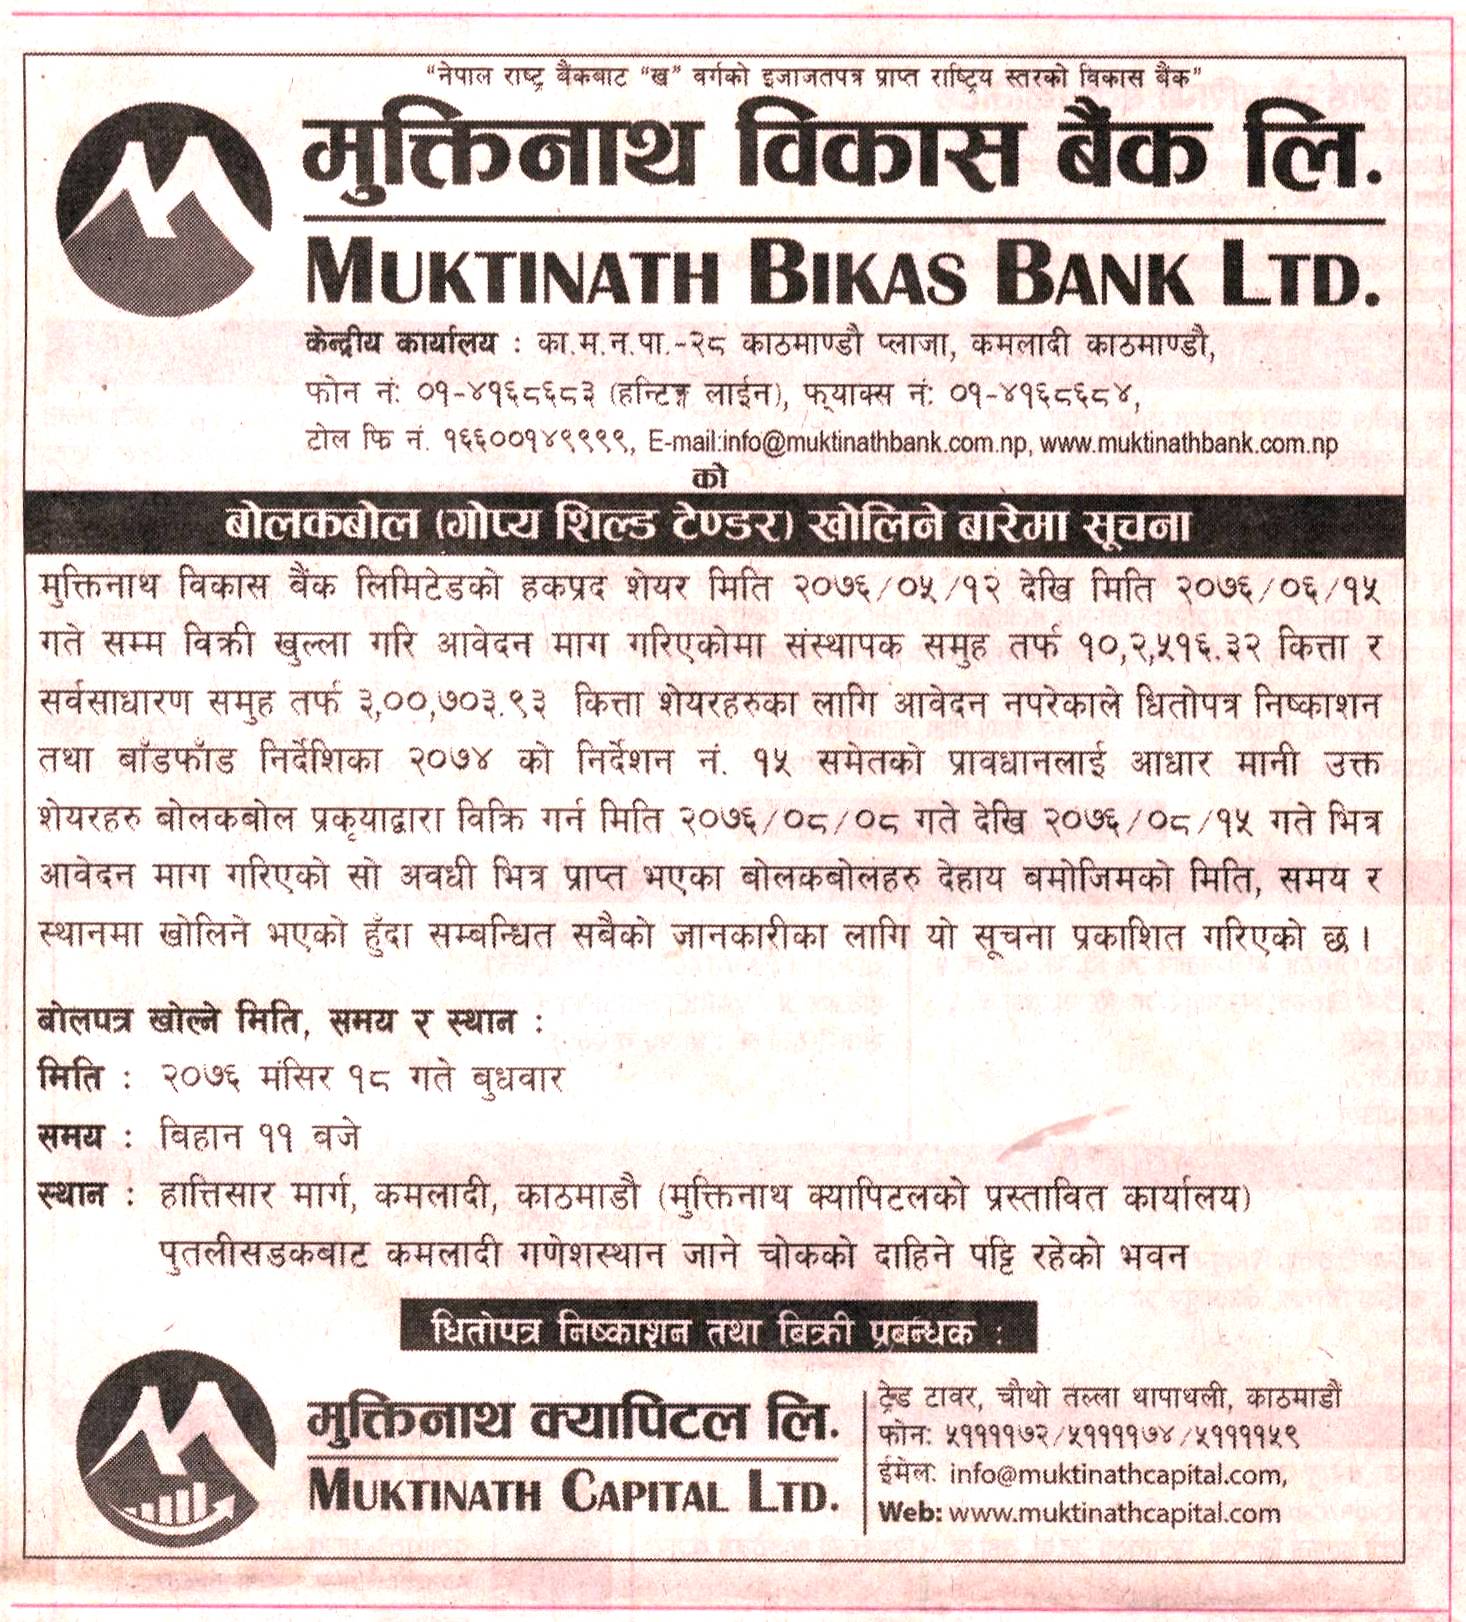 “नेपाल राष्ट्र बैंकबाट “ख” वर्गको इजाजतपत्र प्राप्त राष्ट्रिय स्तरको विकास बैंक”
मुक्तिनाथ विकास बैंक लि.
MUKTINATH BIKAS BANK LTD.
केन्द्रीय कार्यालय : का.म.न.पा.-२८ काठमाण्डौ प्लाजा, कमलादी काठमाण्डौ,
फोन नं: ०१-४१६८६८३ (हन्टिङ्ग लाईन), फ्याक्स नं: ०१-४१६८६८४,
टोल फ्रि नं. १६६००१४९९९९, E-mail:info@muktinathbank.com.np, www.muktinathbank.com.np
को
बोलकबोल (गोप्य शिल्ड टेण्डर) खोलिने बारेमा सूचना
मुक्तिनाथ विकास बैंक लिमिटेडको हकप्रद शेयर मिति २०७६/०५/१२ देखि मिति २०७६/०६/१५
गते सम्म विक्री खुल्ला गरि आवेदन माग गरिएकोमा संस्थापक समुह तर्फ १०,२,५१६.३२ कित्ता र
सर्वसाधारण समुह तर्फ ३,००,७०३.९३ कित्ता शेयरहरुका लागि आवेदन नपरेकाले धितोपत्र निष्काशन
तथा बाँडफाँड निर्देशिका २०७४ को निर्देशन नं. १५ समेतको प्रावधानलाई आधार मानी उक्त
शेयरहरु बोलकबोल प्रकृयाद्वारा विक्रि गर्न मिति २०७६/०८/०८ गते देखि २०७६/०८/१५ गते भित्र
आवेदन माग गरिएको सो अवधी भित्र प्राप्त भएका बोलकबोलहरु देहाय बमोजिमको मिति, समय र
स्थानमा खोलिने भएको हुँदा सम्बन्धित सबैको जानकारीका लागि यो सूचना प्रकाशित गरिएको छ ।
बोलपत्र खोल्ने मिति, समय र स्थान :
मिति : २०७६ मंसिर १८ गते बुधवार
समय : विहान ११ बजे
स्थान : हात्तिसार मार्ग, कमलादी, काठमाडौ (मुक्तिनाथ क्यापिटलको प्रस्तावित कार्यालय)
पुतलीसडकबाट कमलादी गणेशस्थान जाने चोकको दाहिने पट्टि रहेको भवन
धितोपत्र निष्काशन तथा बिक्री प्रबन्धक :
मुक्तिनाथ क्यापिटल लि.
MUKTINATH CAPITAL LTD.
ट्रेड टावर, चौथो तल्ला थापाथली, काठमाडौं
फोन: ५११११७२/५११११७४/५११११५९
ईमेल: info@muktinathcapital.com,
Web: www.muktinathcapital.com